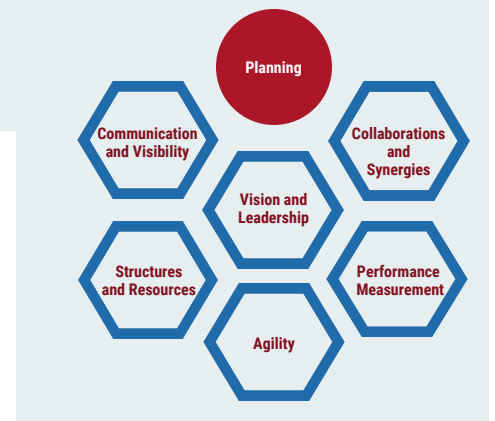 Planning
Communication
and Visibility
Collaborations
and
Synergies
Vision and
Leadership
Structures
and Resources
Performance
Measurement
Agility